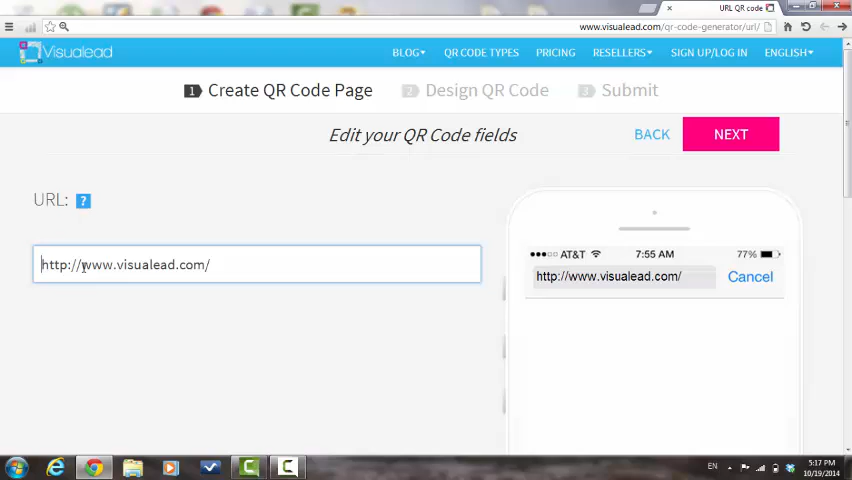 URL QR code
www.visualead.com/qr-code-generator/url/
Visualead
BLOG
QR CODE TYPES
PRICING
RESELLERS
SIGN UP/LOG IN
ENGLISH
1 Create QR Code Page
2 Design QR Code
3 Submit
Edit your QR Code fields
BACK
NEXT
URL: ?
http://www.visualead.com/
AT&T 7:55 AM 77%
http://www.visualead.com/ Cancel
EN
5:17 PM
10/19/2014